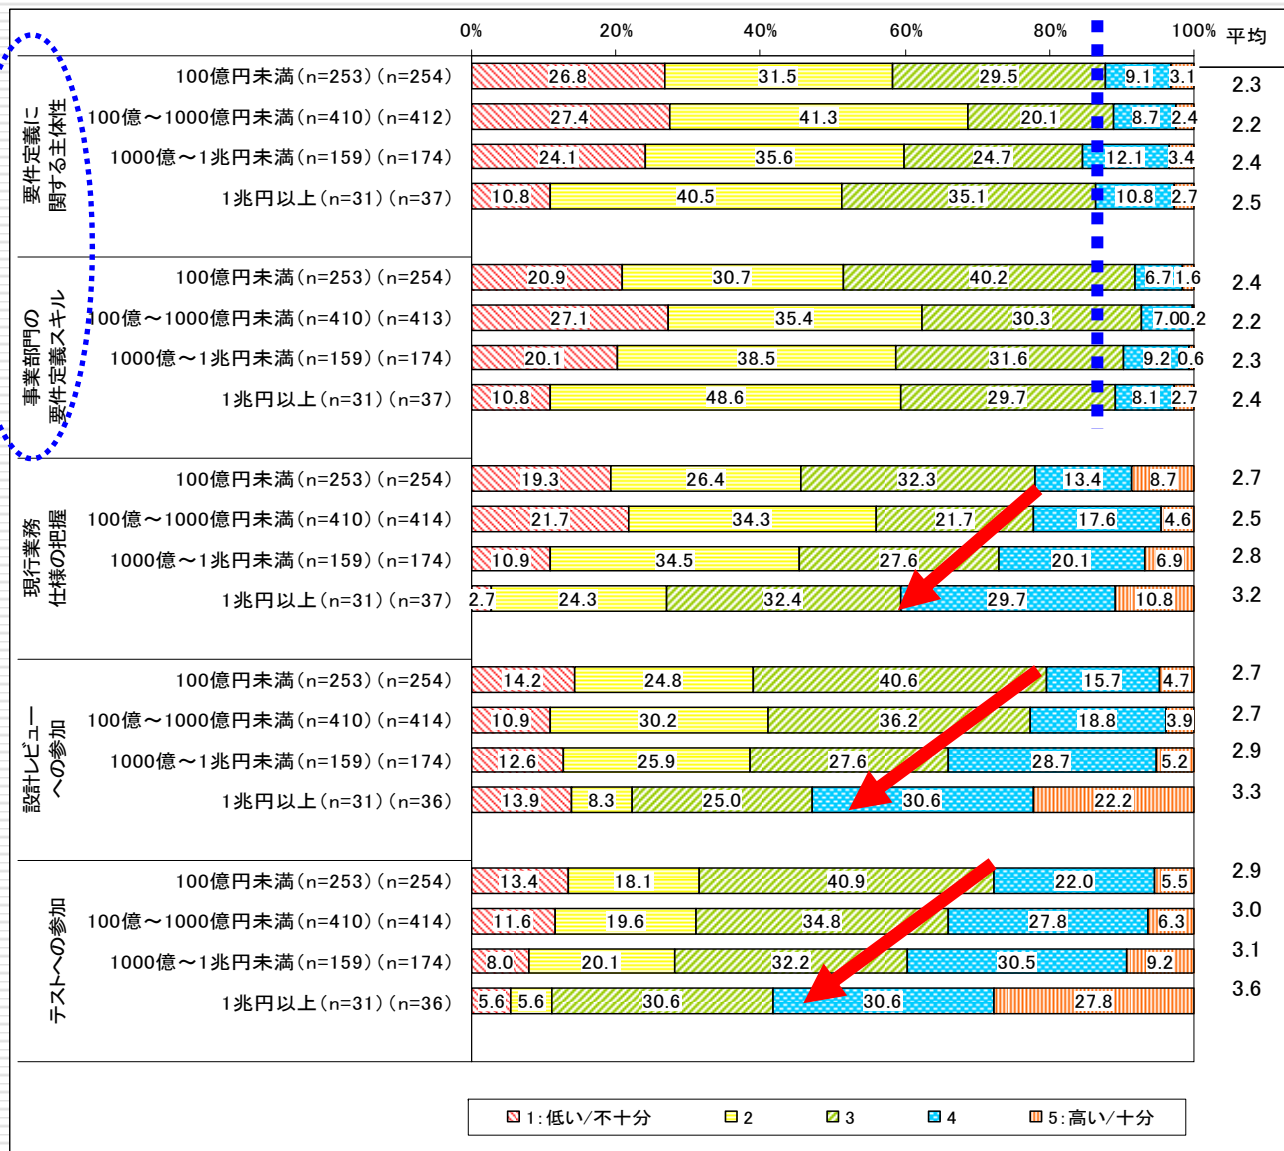 0% 20% 40% 60% 80% 100% 平均
要件定義に
関する主体性
100億円未満(n=253)(n=254) 26.8 31.5 29.5 9.1 3.1 2.3
100億～1000億円未満(n=410)(n=412) 27.4 41.3 20.1 8.7 2.4 2.2
1000億～1兆円未満(n=159)(n=174) 24.1 35.6 24.7 12.1 3.4 2.4
1兆円以上(n=31)(n=37) 10.8 40.5 35.1 10.8 2.7 2.5
事業部門の
要件定義スキル
100億円未満(n=253)(n=254) 20.9 30.7 40.2 6.7 1.6 2.4
100億～1000億円未満(n=410)(n=413) 27.1 35.4 30.3 7.0 0.2 2.2
1000億～1兆円未満(n=159)(n=174) 20.1 38.5 31.6 9.2 0.6 2.3
1兆円以上(n=31)(n=37) 10.8 48.6 29.7 8.1 2.7 2.4
現行業務
仕様の把握
100億円未満(n=253)(n=254) 19.3 26.4 32.3 13.4 8.7 2.7
100億～1000億円未満(n=410)(n=414) 21.7 34.3 21.7 17.6 4.6 2.5
1000億～1兆円未満(n=159)(n=174) 10.9 34.5 27.6 20.1 6.9 2.8
1兆円以上(n=31)(n=37) 2.7 24.3 32.4 29.7 10.8 3.2
設計レビュー
への参加
100億円未満(n=253)(n=254) 14.2 24.8 40.6 15.7 4.7 2.7
100億～1000億円未満(n=410)(n=414) 10.9 30.2 36.2 18.8 3.9 2.7
1000億～1兆円未満(n=159)(n=174) 12.6 25.9 27.6 28.7 5.2 2.9
1兆円以上(n=31)(n=36) 13.9 8.3 25.0 30.6 22.2 3.3
テストへの参加
100億円未満(n=253)(n=254) 13.4 18.1 40.9 22.0 5.5 2.9
100億～1000億円未満(n=410)(n=414) 11.6 19.6 34.8 27.8 6.3 3.0
1000億～1兆円未満(n=159)(n=174) 8.0 20.1 32.2 30.5 9.2 3.1
1兆円以上(n=31)(n=36) 5.6 5.6 30.6 30.6 27.8 3.6
1:低い/不十分 2 3 4 5:高い/十分